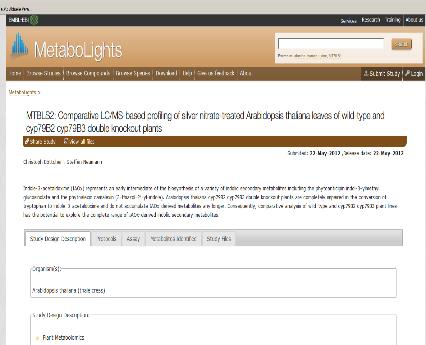 EMBL-EBI
Services Research Training About us
MetaboLights
Search
Home Browse Studies Browse Compounds Browse Species Download Help Give us feedback About
Submit Study Login
MetaboLights >
MTBLS2: Comparative LC/MS-based profiling of silver nitrate-treated Arabidopsis thaliana leaves of wild-type and
cyp79B2 cyp79B3 double knockout plants
Share Study View all files
Submitted: 22-May-2012, Release date: 22-May-2012
Christoph Böttcher, Steffen Neumann
Indole-3-acetaldoxime (IAOx) represents an early intermediate of the biosynthesis of a variety of indolic secondary metabolites including the phytoanticipin indol-3-ylmethyl
glucosinolate and the phytoalexin camalexin (3-thiazol-2'-yl-indole). Arabidopsis thaliana cyp79B2 cyp79B3 double knockout plants are completely impaired in the conversion of
tryptophan to indole-3-acetaldoxime and do not accumulate IAOx-derived metabolites any longer. Consequently, comparative analysis of wild-type and cyp79B2 cyp79B3 plant lines
has the potential to explore the complete range of IAOx-derived indolic secondary metabolites.
Study Design Description Protocols Assay Metabolites Identified Study Files
Organism(s):
Arabidopsis thaliana (thale cress)
Study Design Description:
Plant Metabolomics